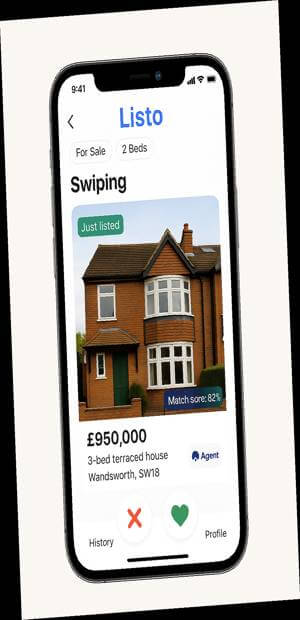 9:41
Listo
For Sale 2 Beds
Swiping
Just listed
Match sore: 82%
£950,000
3-bed terraced house
Agent
Wandsworth, SW18
History
Profile